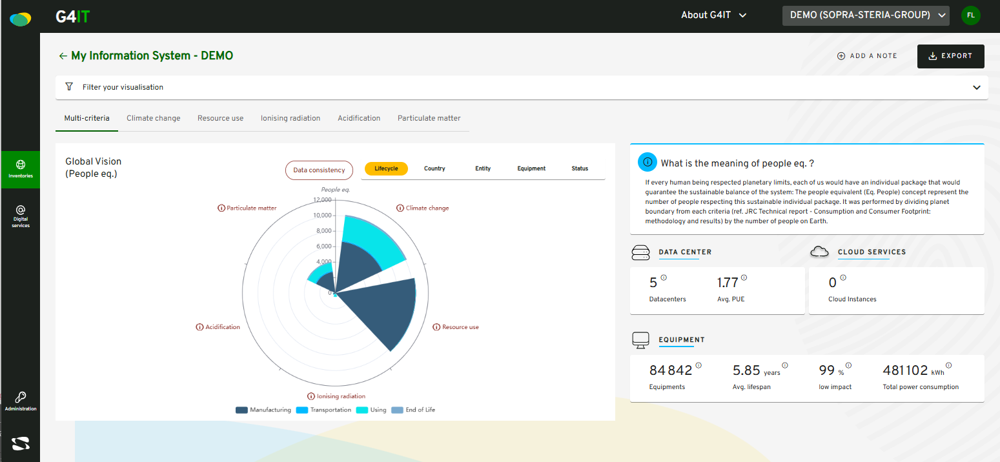 G4IT
About G4IT
DEMO (SOPRA-STERIA-GROUP)
FL
My Information System - DEMO
ADD A NOTE
EXPORT
Filter your visualisation
Multi-criteria
Climate change
Resource use
Ionising radiation
Acidification
Particulate matter
Inventories
Digital
services
Administration
Global Vision
(People eq.)
Data consistency
Lifecycle
Country
Entity
Equipment
Status
People eq.
12,000
10,000
8,000
6,000
4,000
0
Particulate matter
Climate change
Acidification
Resource use
Ionising radiation
Manufacturing
Transportation
Using
End of Life
What is the meaning of people eq. ?
If every human being respected planetary limits, each of us would have an individual package that would
guarantee the sustainable balance of the system: The people equivalent (Eq. People) concept represent the
number of people respecting this sustainable individual package. It was performed by dividing planet
boundary from each criteria (ref. JRC Technical report - Consumption and Consumer Footprint:
methodology and results) by the number of people on Earth.
DATA CENTER
5
Datacenters
1.77
Avg. PUE
CLOUD SERVICES
0
Cloud Instances
EQUIPMENT
84 842
Equipments
5.85 years
Avg. lifespan
99 %
low impact
481 102 kWh
Total power consumption